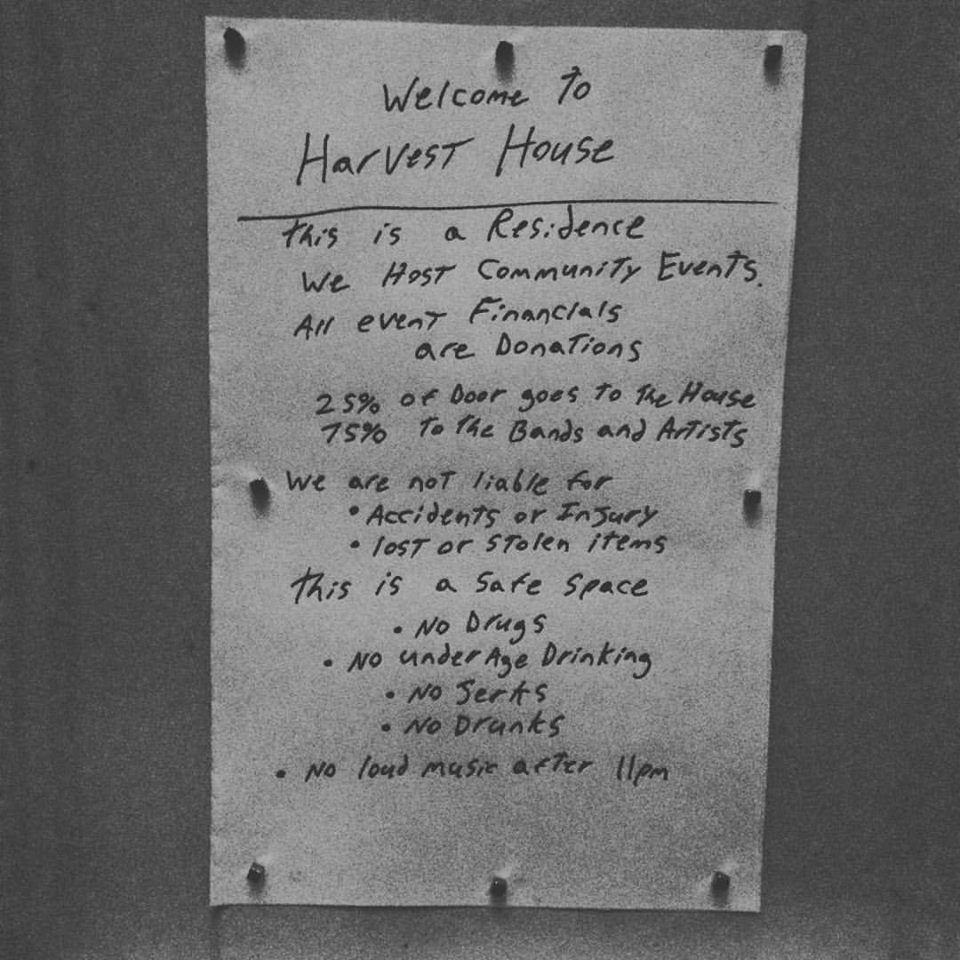 Welcome To
Harvest House
This is a Residence
We Host Community Events.
All event Financials
are Donations
25% of Door goes to the House
75% To the Bands and Artists
We are not liable for
• Accidents or Injury
• lost or stolen items
This is a Safe Space
• No Drugs
• No under Age Drinking
• No Jerks
• No Drunks
• No loud music after 11pm